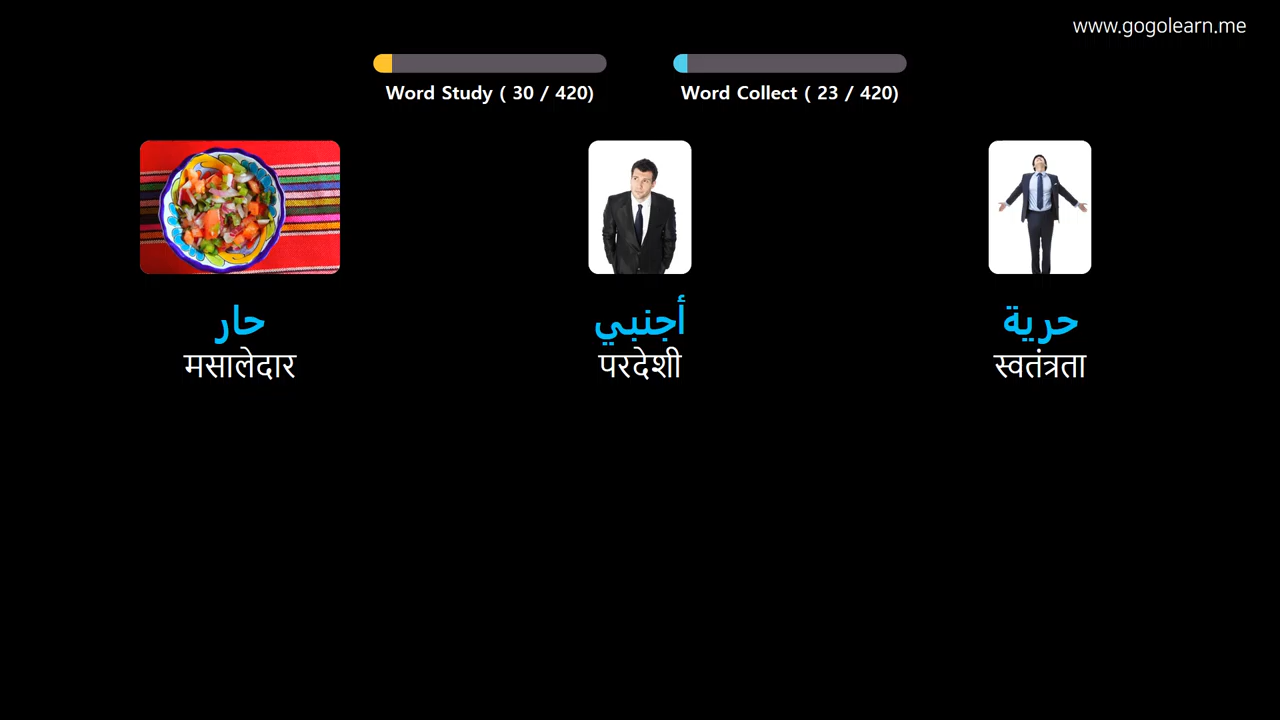 www.gogolearn.me
Word Study ( 30 / 420)
Word Collect ( 23 / 420)
حار
मसालेदार
أجنبي
परदेशी
حرية
स्वतंत्रता